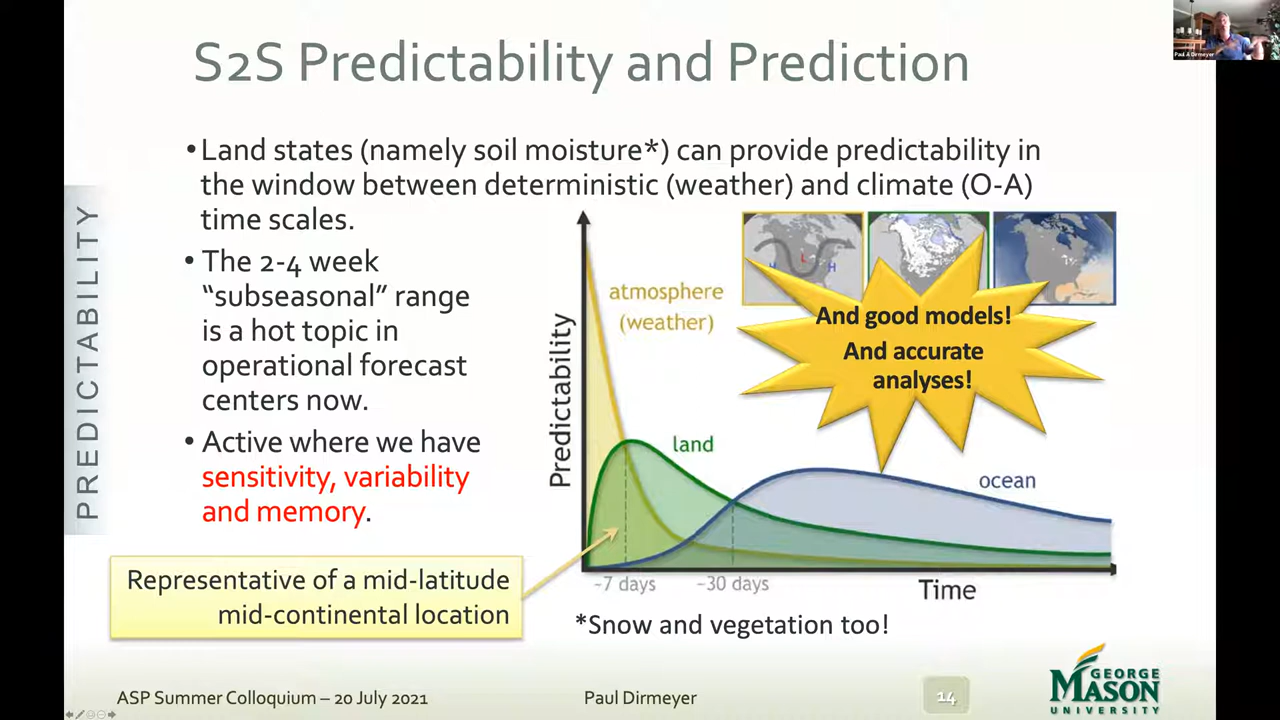 S2S Predictability and Prediction
Paul A Dirmeyer
• Land states (namely soil moisture*) can provide predictability in
the window between deterministic (weather) and climate (O-A)
time scales.
• The 2-4 week
“subseasonal” range
is a hot topic in
operational forecast
centers now.
• Active where we have
sensitivity, variability
and memory.
PREDICTABILITY
Representative of a mid-latitude
mid-continental location
Predictability
atmosphere
(weather)
H
L
H
And good models!
And accurate
analyses!
land
ocean
~7 days
~30 days
Time
*Snow and vegetation too!
ASP Summer Colloquium – 20 July 2021
Paul Dirmeyer
14
GEORGE
MASON
UNIVERSITY